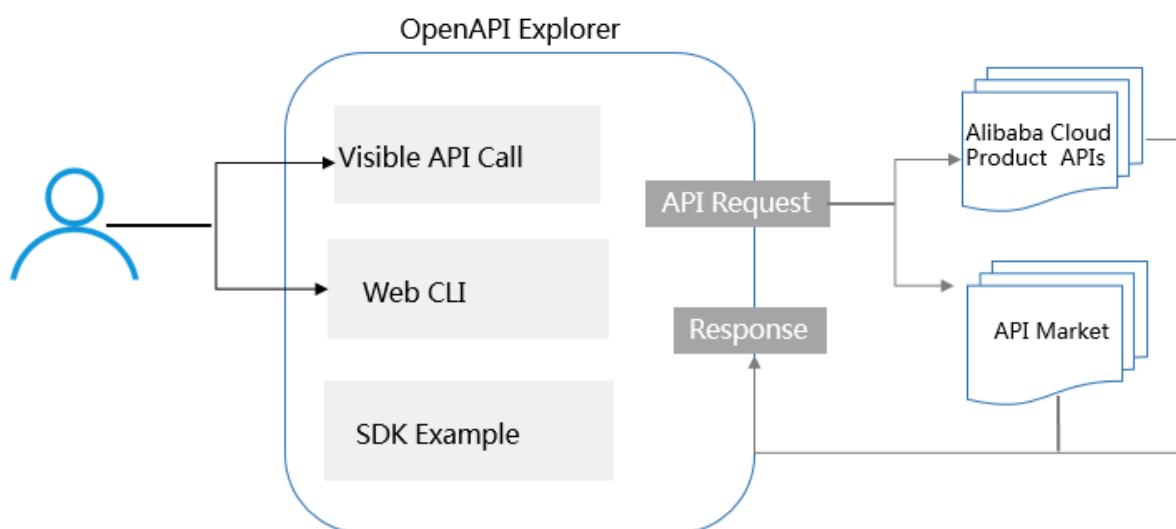 OpenAPI Explorer
Visible API Call
Web CLI
SDK Example
API Request
Response
Alibaba Cloud
Product APIs
API Market